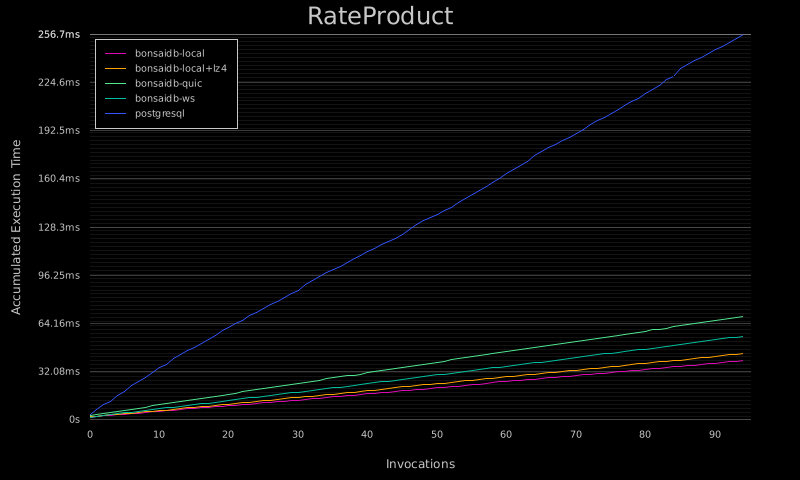 RateProduct
256.7ms
224.6ms
192.5ms
160.4ms
128.3ms
96.25ms
64.16ms
32.08ms
0s
bonsaidb-local
bonsaidb-local+lz4
bonsaidb-quic
bonsaidb-ws
postgresql
Accumulated Execution Time
0 10 20 30 40 50 60 70 80 90
Invocations